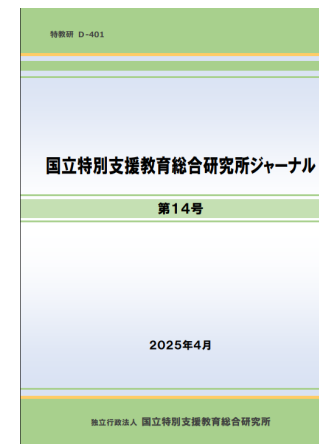 特教研 D-401
国立特別支援教育総合研究所ジャーナル
第14号
2025年4月
独立行政法人 国立特別支援教育総合研究所